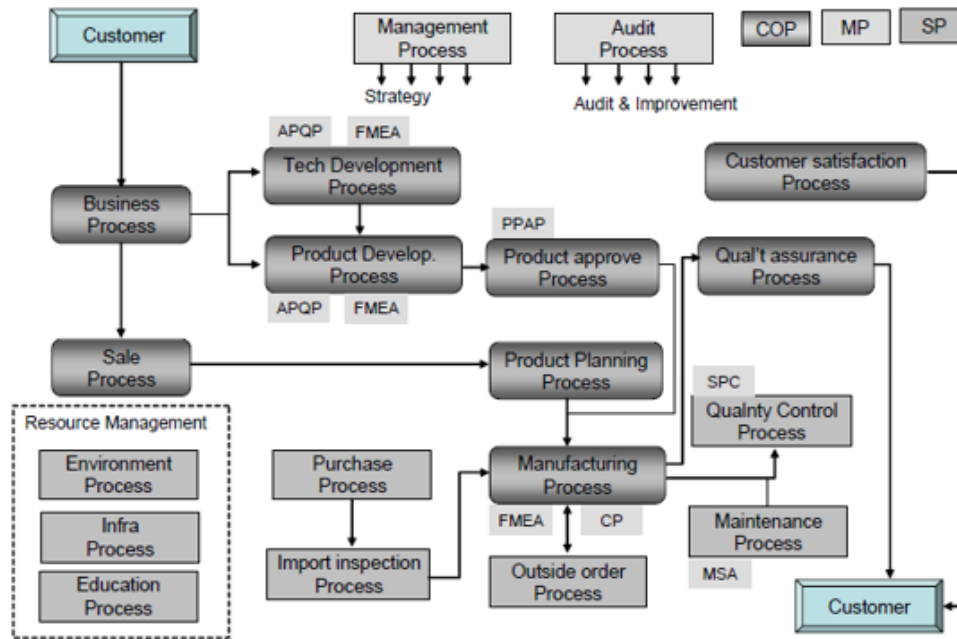 Customer
Management
Process
Audit
Process
COP
MP
SP
Strategy
Audit & Improvement
APQP
FMEA
Tech Development
Process
Customer satisfaction
Process
Business
Process
PPAP
Product Develop.
Process
Product approve
Process
Qual't assurance
Process
APQP
FMEA
Sale
Process
Product Planning
Process
SPC
Qualnty Control
Process
Resource Management
Environment
Process
Purchase
Process
Manufacturing
Process
FMEA
CP
Infra
Process
Maintenance
Process
Import inspection
Process
Outside order
Process
MSA
Education
Process
Customer